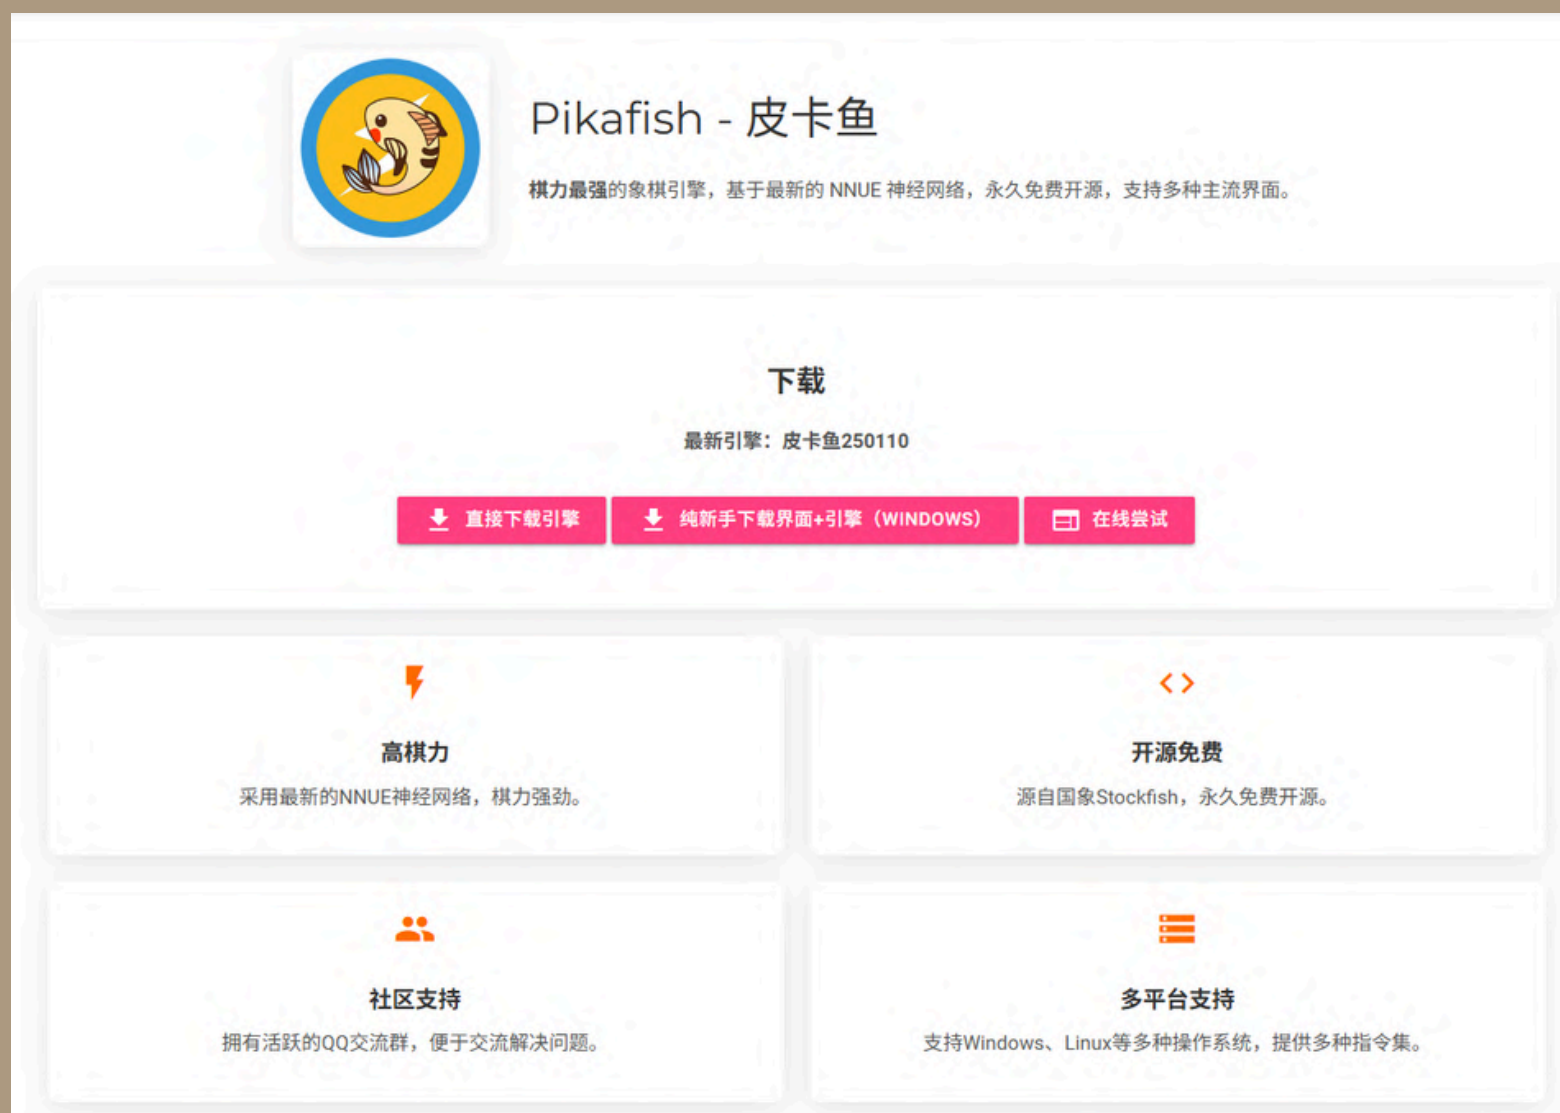 Pikafish - 皮卡鱼
棋力最强的象棋引擎，基于最新的 NNUE 神经网络，永久免费开源，支持多种主流界面。
下载
最新引擎：皮卡鱼250110
直接下载引擎
纯新手下载界面+引擎（WINDOWS）
在线尝试
高棋力
采用最新的NNUE神经网络，棋力强劲。
开源免费
源自国象Stockfish，永久免费开源。
社区支持
拥有活跃的QQ交流群，便于交流解决问题。
多平台支持
支持Windows、Linux等多种操作系统，提供多种指令集。